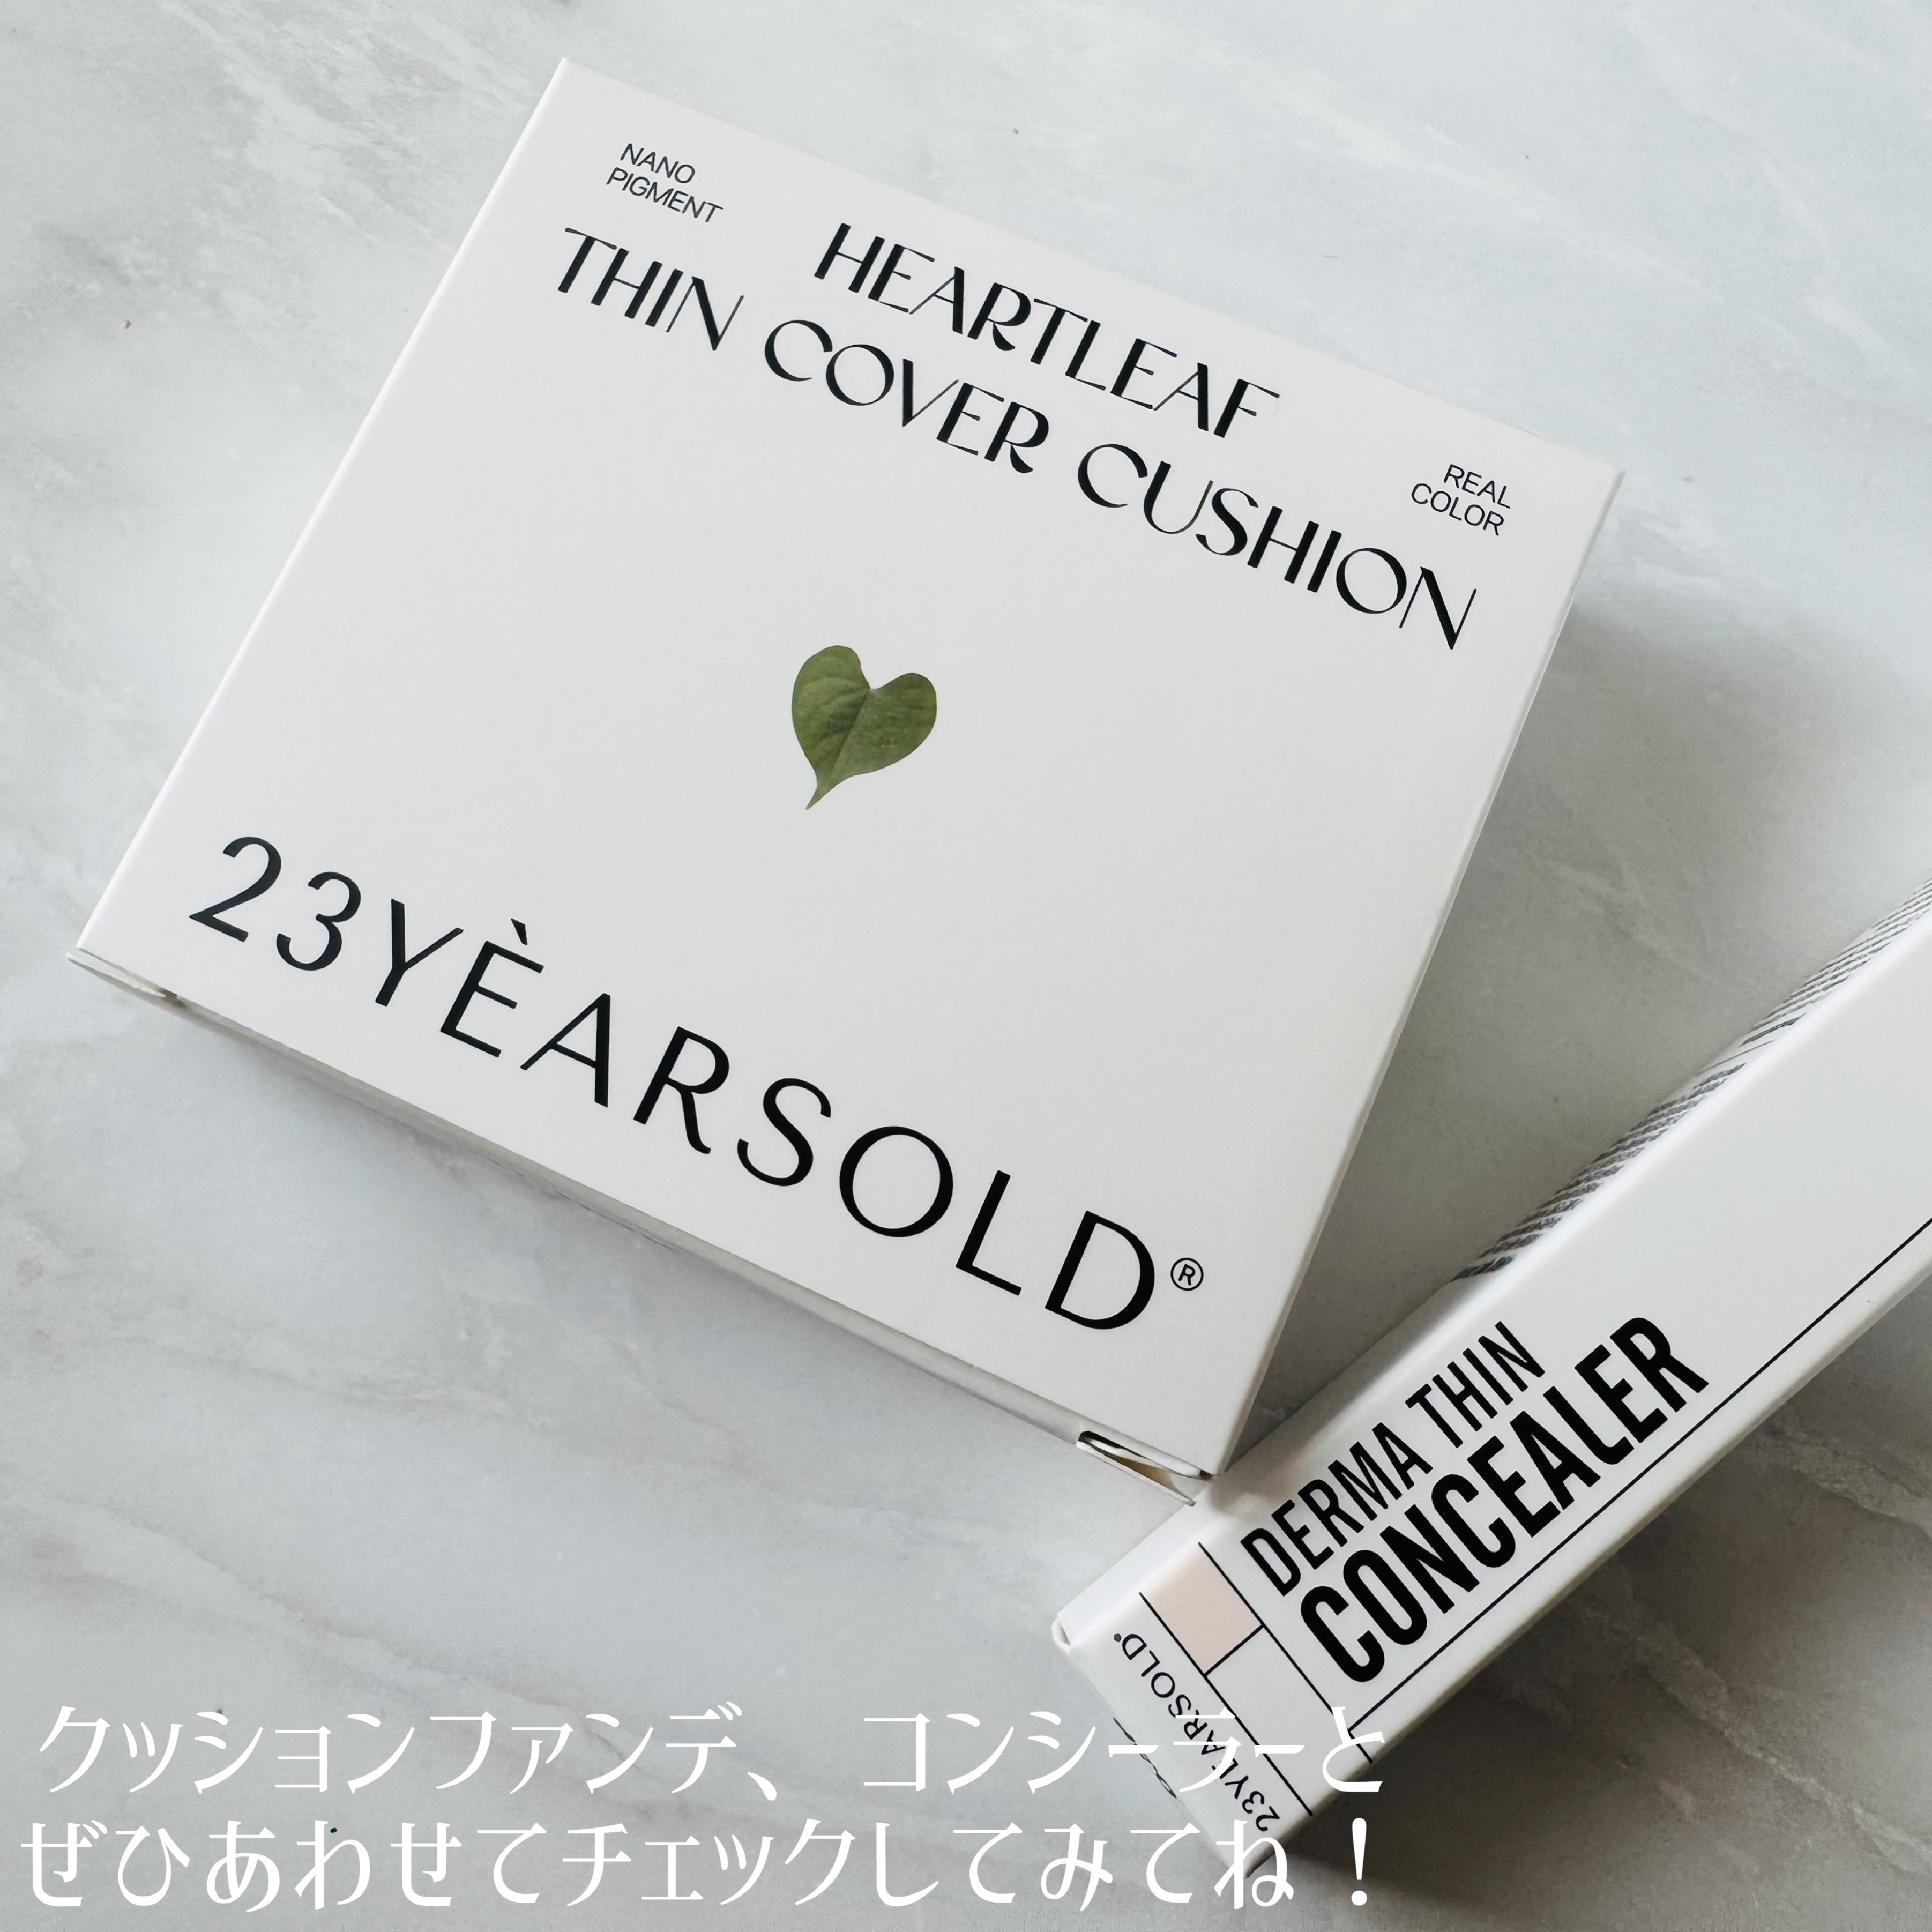 NANO
PIGMENT
HEARTLEAF
THIN COVER CUSHION
REAL
COLOR
23YÈARSOLD®
DERMA THIN
CONCEALER
23YEARSOLD®
クッションファンデ、コンシーラーと
ぜひあわせてチェックしてみてね！